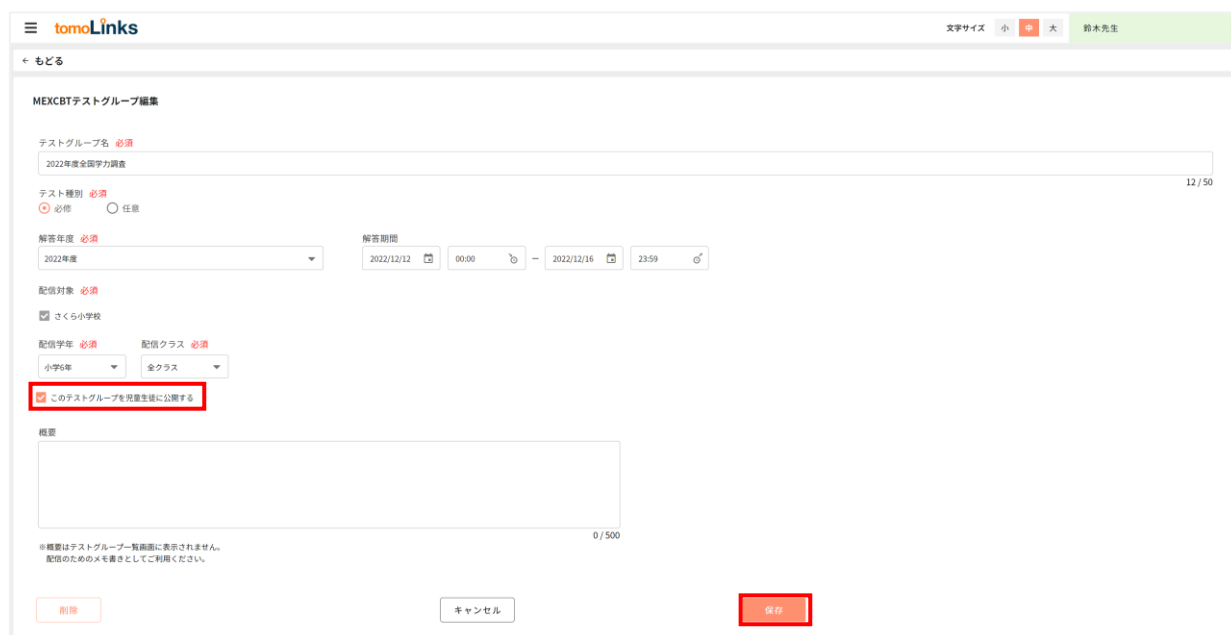 tomoLinks 文字サイズ 小 中 大 鈴木先生
← もどる
MEXCBTテストグループ編集
テストグループ名 必須
2022年度全国学力調査
12 / 50
テスト種別 必須
必修 任意
解答年度 必須 解答期間
2022年度 2022/12/12 00:00 － 2022/12/16 23:59
配信対象 必須
さくら小学校
配信学年 必須 配信クラス 必須
小学6年 全クラス
このテストグループを児童生徒に公開する
概要
0 / 500
※概要はテストグループ一覧画面に表示されません。
配信のためのメモ書きとしてご利用ください。
削除 キャンセル 保存